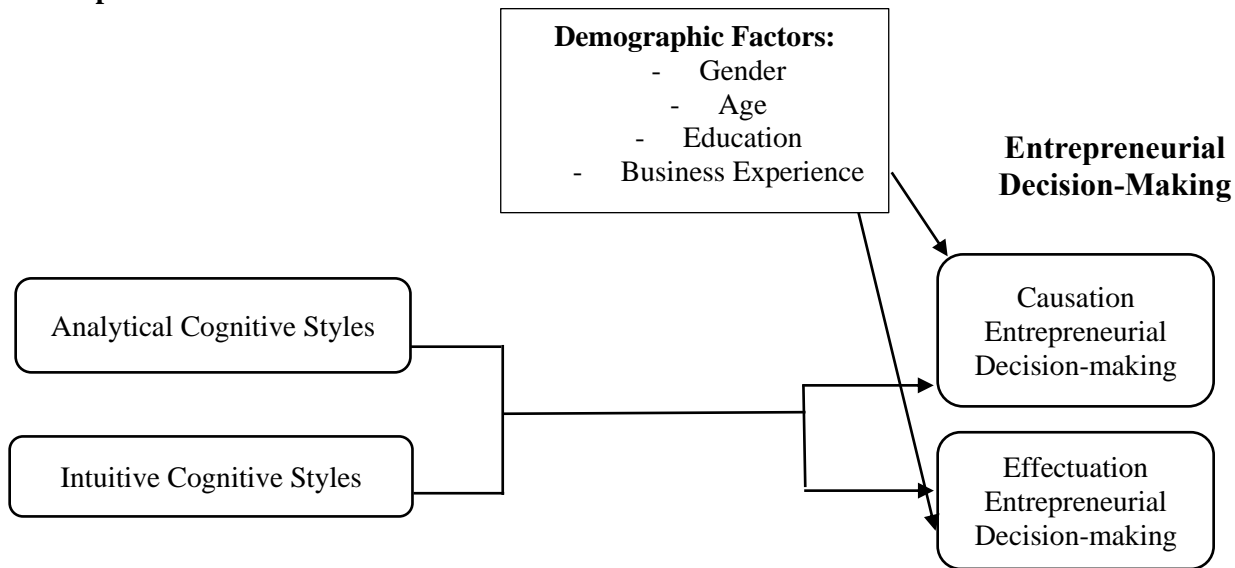 Demographic Factors:
- Gender
- Age
- Education
- Business Experience
Entrepreneurial
Decision-Making
Analytical Cognitive Styles
Causation
Entrepreneurial
Decision-making
Intuitive Cognitive Styles
Effectuation
Entrepreneurial
Decision-making